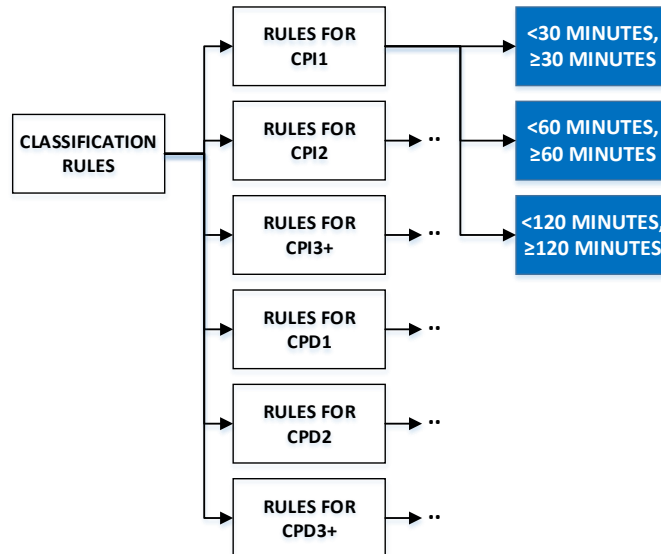 RULES FOR
CPI1
<30 MINUTES,
≥30 MINUTES
CLASSIFICATION
RULES
RULES FOR
CPI2
..
<60 MINUTES,
≥60 MINUTES
RULES FOR
CPI3+
..
<120 MINUTES,
≥120 MINUTES
RULES FOR
CPD1
..
RULES FOR
CPD2
..
RULES FOR
CPD3+
..